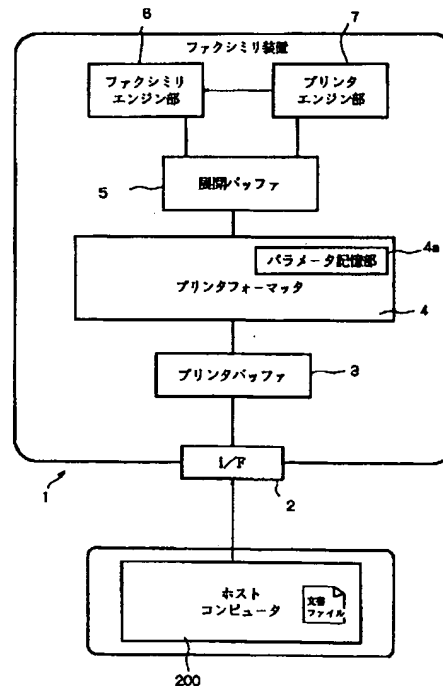 6
7
ファクシミリ装置
ファクシミリ
エンジン部
プリンタ
エンジン部
5
展開バッファ
4a
パラメータ記憶部
プリンタフォーマッタ
4
プリンタバッファ
3
I/F
1
2
ホスト
コンピュータ
文書
ファイル
200